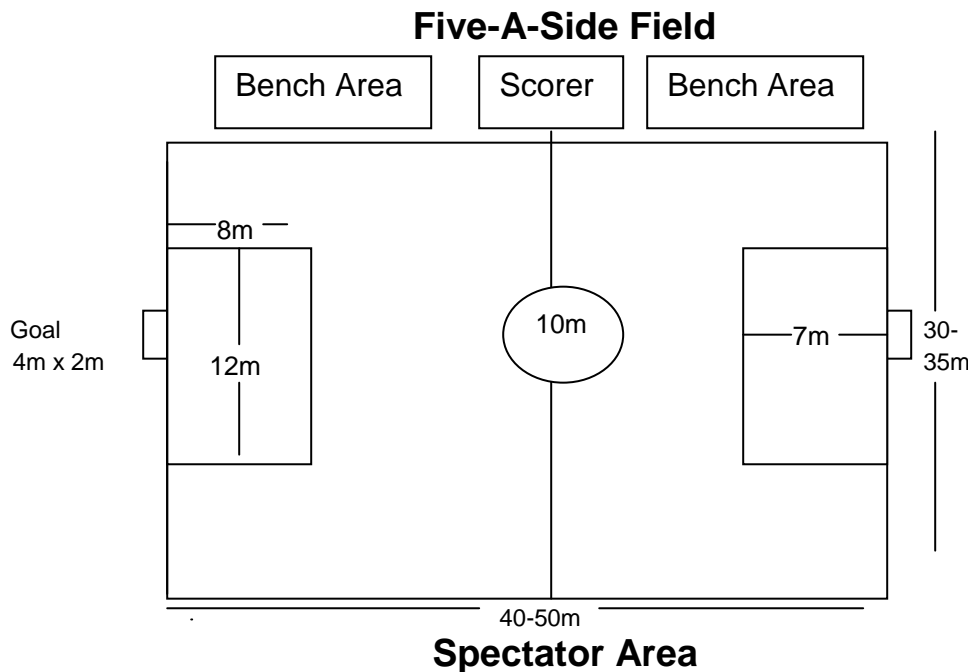 Five-A-Side Field
Bench Area
Scorer
Bench Area
8m
10m
Goal
4m x 2m
12m
7m
30-
35m
40-50m
Spectator Area